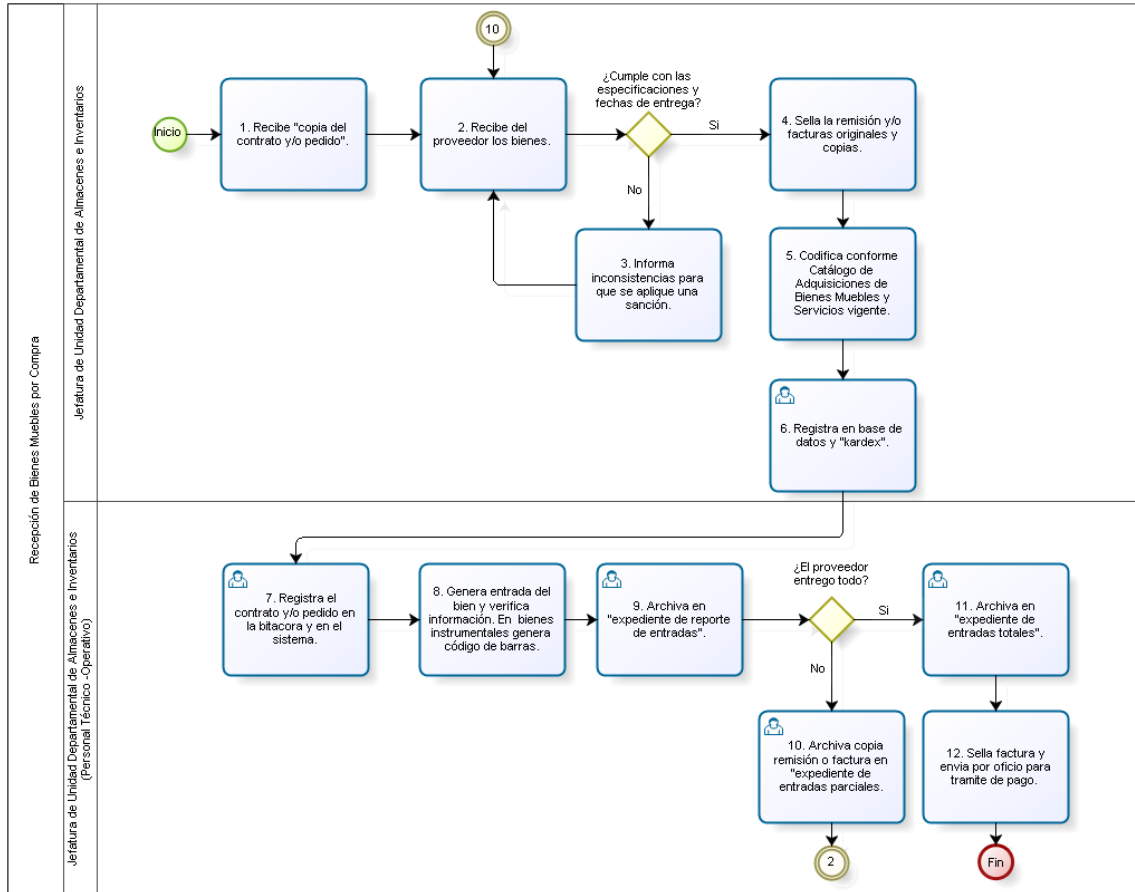 Recepción de Bienes Muebles por Compra
Jefatura de Unidad Departamental de Almacenes e Inventarios
10
¿Cumple con las
especificaciones y
fechas de entrega?
Inicio
1. Recibe "copia del
contrato y/o pedido".
2. Recibe del
proveedor los bienes.
Si
4. Sella la remisión y/o
facturas originales y
copias.
No
3. Informa
inconsistencias para
que se aplique una
sanción.
5. Codifica conforme
Catálogo de
Adquisiciones de
Bienes Muebles y
Servicios vigente.
6. Registra en base de
datos y "kardex".
Jefatura de Unidad Departamental de Almacenes e Inventarios
(Personal Técnico -Operativo)
7. Registra el
contrato y/o pedido en
la bitacora y en el
sistema.
8. Genera entrada del
bien y verifica
información. En bienes
instrumentales genera
código de barras.
9. Archiva en
"expediente de reporte
de entradas".
¿El proveedor
entrego todo?
Si
11. Archiva en
"expediente de
entradas totales".
No
10. Archiva copia
remisión o factura en
"expediente de
entradas parciales.
12. Sella factura y
envia por oficio para
tramite de pago.
2
Fin